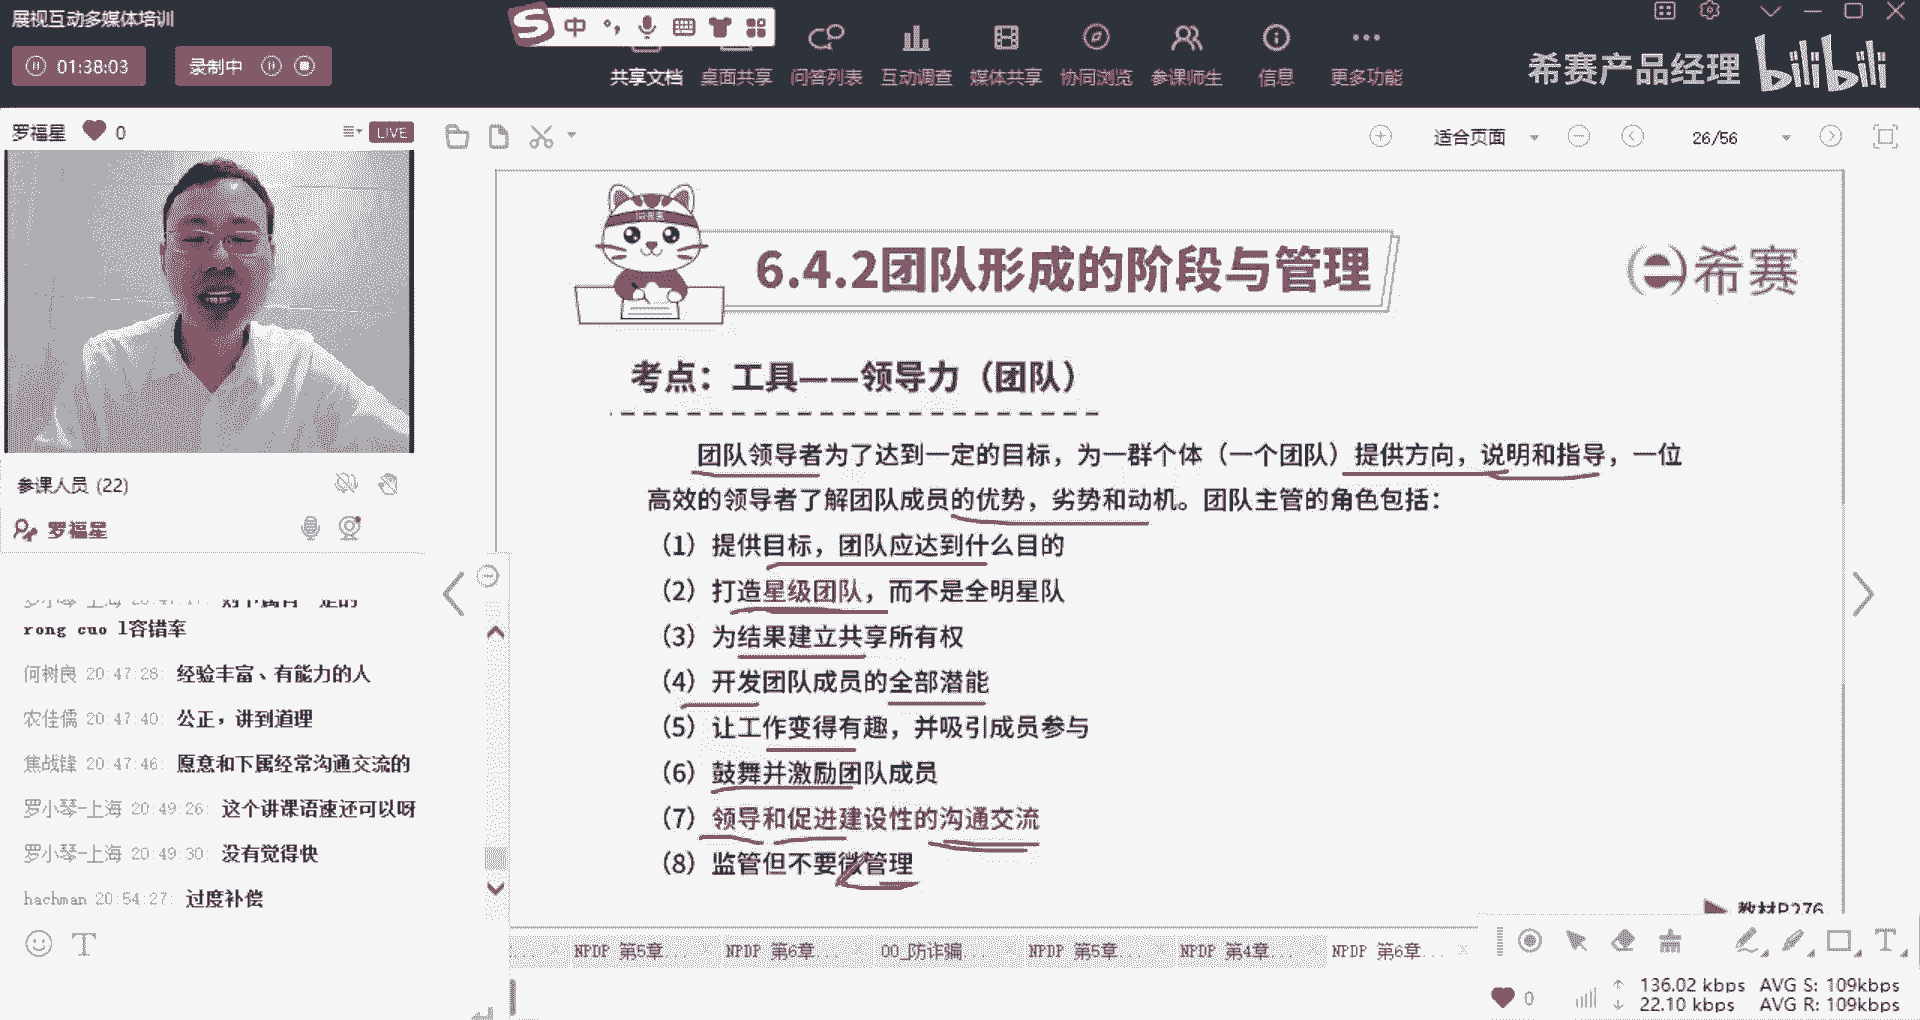 展视互动多媒体培训
01:38:03
录制中
中
共享文档
桌面共享
问答列表
互动调查
媒体共享
协同浏览
参课师生
信息
更多功能
希赛产品经理
bilibili
罗福星
0
LIVE
适合页面
26/56
6.4.2团队形成的阶段与管理
希赛
考点：工具——领导力（团队）
团队领导者为了达到一定的目标，为一群个体（一个团队）提供方向，说明和指导，一位
高效的领导者了解团队成员的优势，劣势和动机。团队主管的角色包括：
（1）提供目标，团队应达到什么目的
（2）打造星级团队，而不是全明星队
（3）为结果建立共享所有权
（4）开发团队成员的全部潜能
（5）让工作变得有趣，并吸引成员参与
（6）鼓舞并激励团队成员
（7）领导和促进建设性的沟通交流
（8）监管但不要微管理
教材P276
参课人员 (22)
罗福星
rong cuo l容错率
何树良 20:47:28: 经验丰富、有能力的人
农佳儒 20:47:40: 公正，讲到道理
焦战锋 20:47:46: 愿意和下属经常沟通交流的
罗小琴-上海 20:49:26: 这个讲课语速还可以呀
罗小琴-上海 20:49:30: 没有觉得快
hachman 20:54:27: 过度补偿
NPDP 第5章...
NPDP 第6章...
00_防诈骗...
NPDP 第5章...
NPDP 第4章...
NPDP 第6章...
0
136.02 kbps AVG S: 109kbps
22.10 kbps AVG R: 109kbps